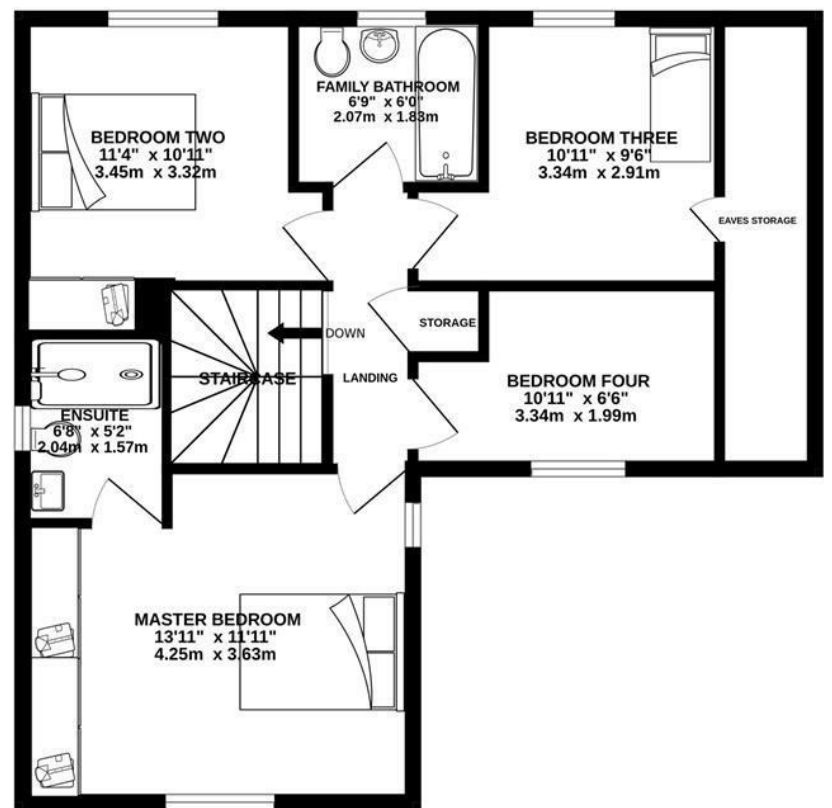 FAMILY BATHROOM
6'9" x 6'0"
2.07m x 1.83m
BEDROOM TWO
11'4" x 10'11"
3.45m x 3.32m
BEDROOM THREE
10'11" x 9'6"
3.34m x 2.91m
EAVES STORAGE
STORAGE
DOWN
STAIRCASE
LANDING
BEDROOM FOUR
10'11" x 6'6"
3.34m x 1.99m
ENSUITE
6'8" x 5'2"
2.04m x 1.57m
MASTER BEDROOM
13'11" x 11'11"
4.25m x 3.63m